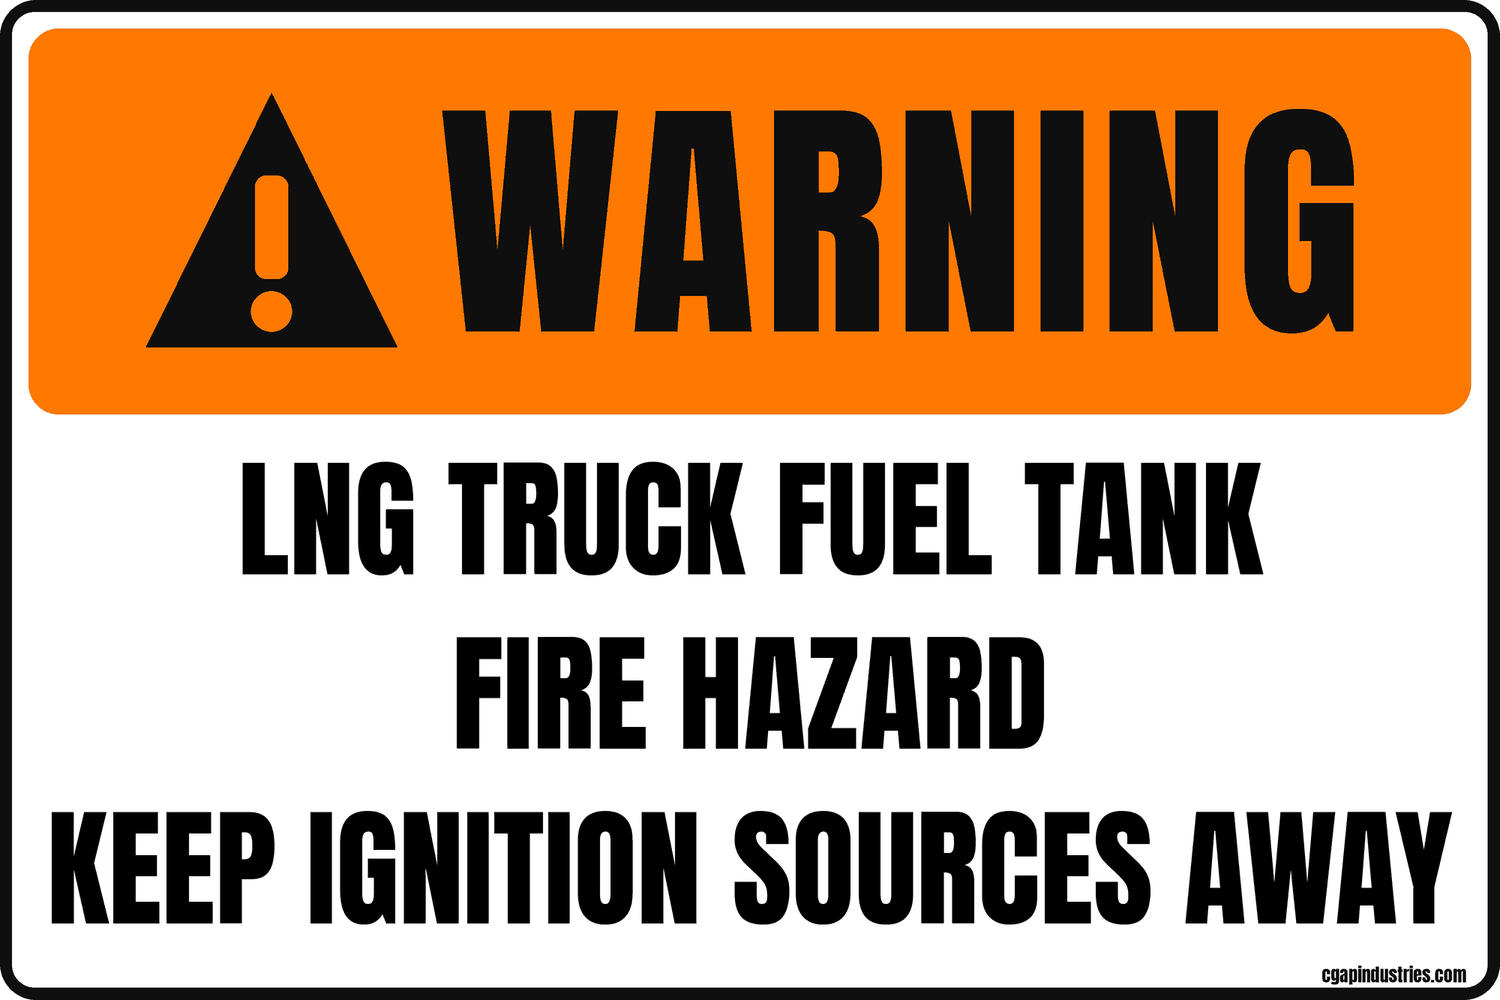 WARNING
LNG TRUCK FUEL TANK
FIRE HAZARD
KEEP IGNITION SOURCES AWAY
cgapindustries.com